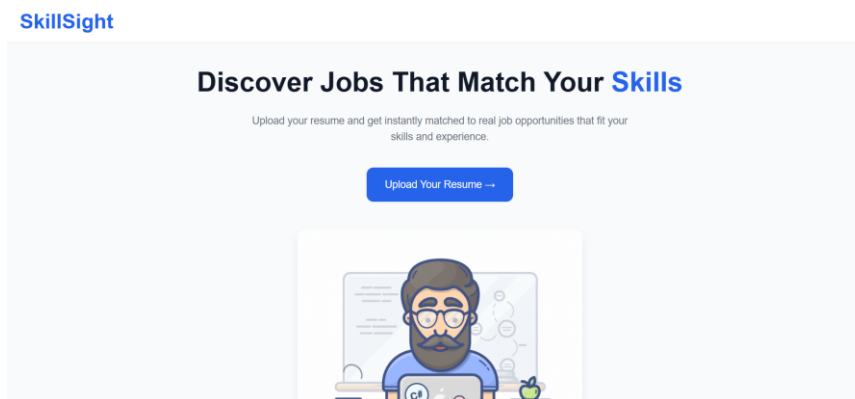 SkillSight
Discover Jobs That Match Your Skills
Upload your resume and get instantly matched to real job opportunities that fit your
skills and experience.
Upload Your Resume →
C#